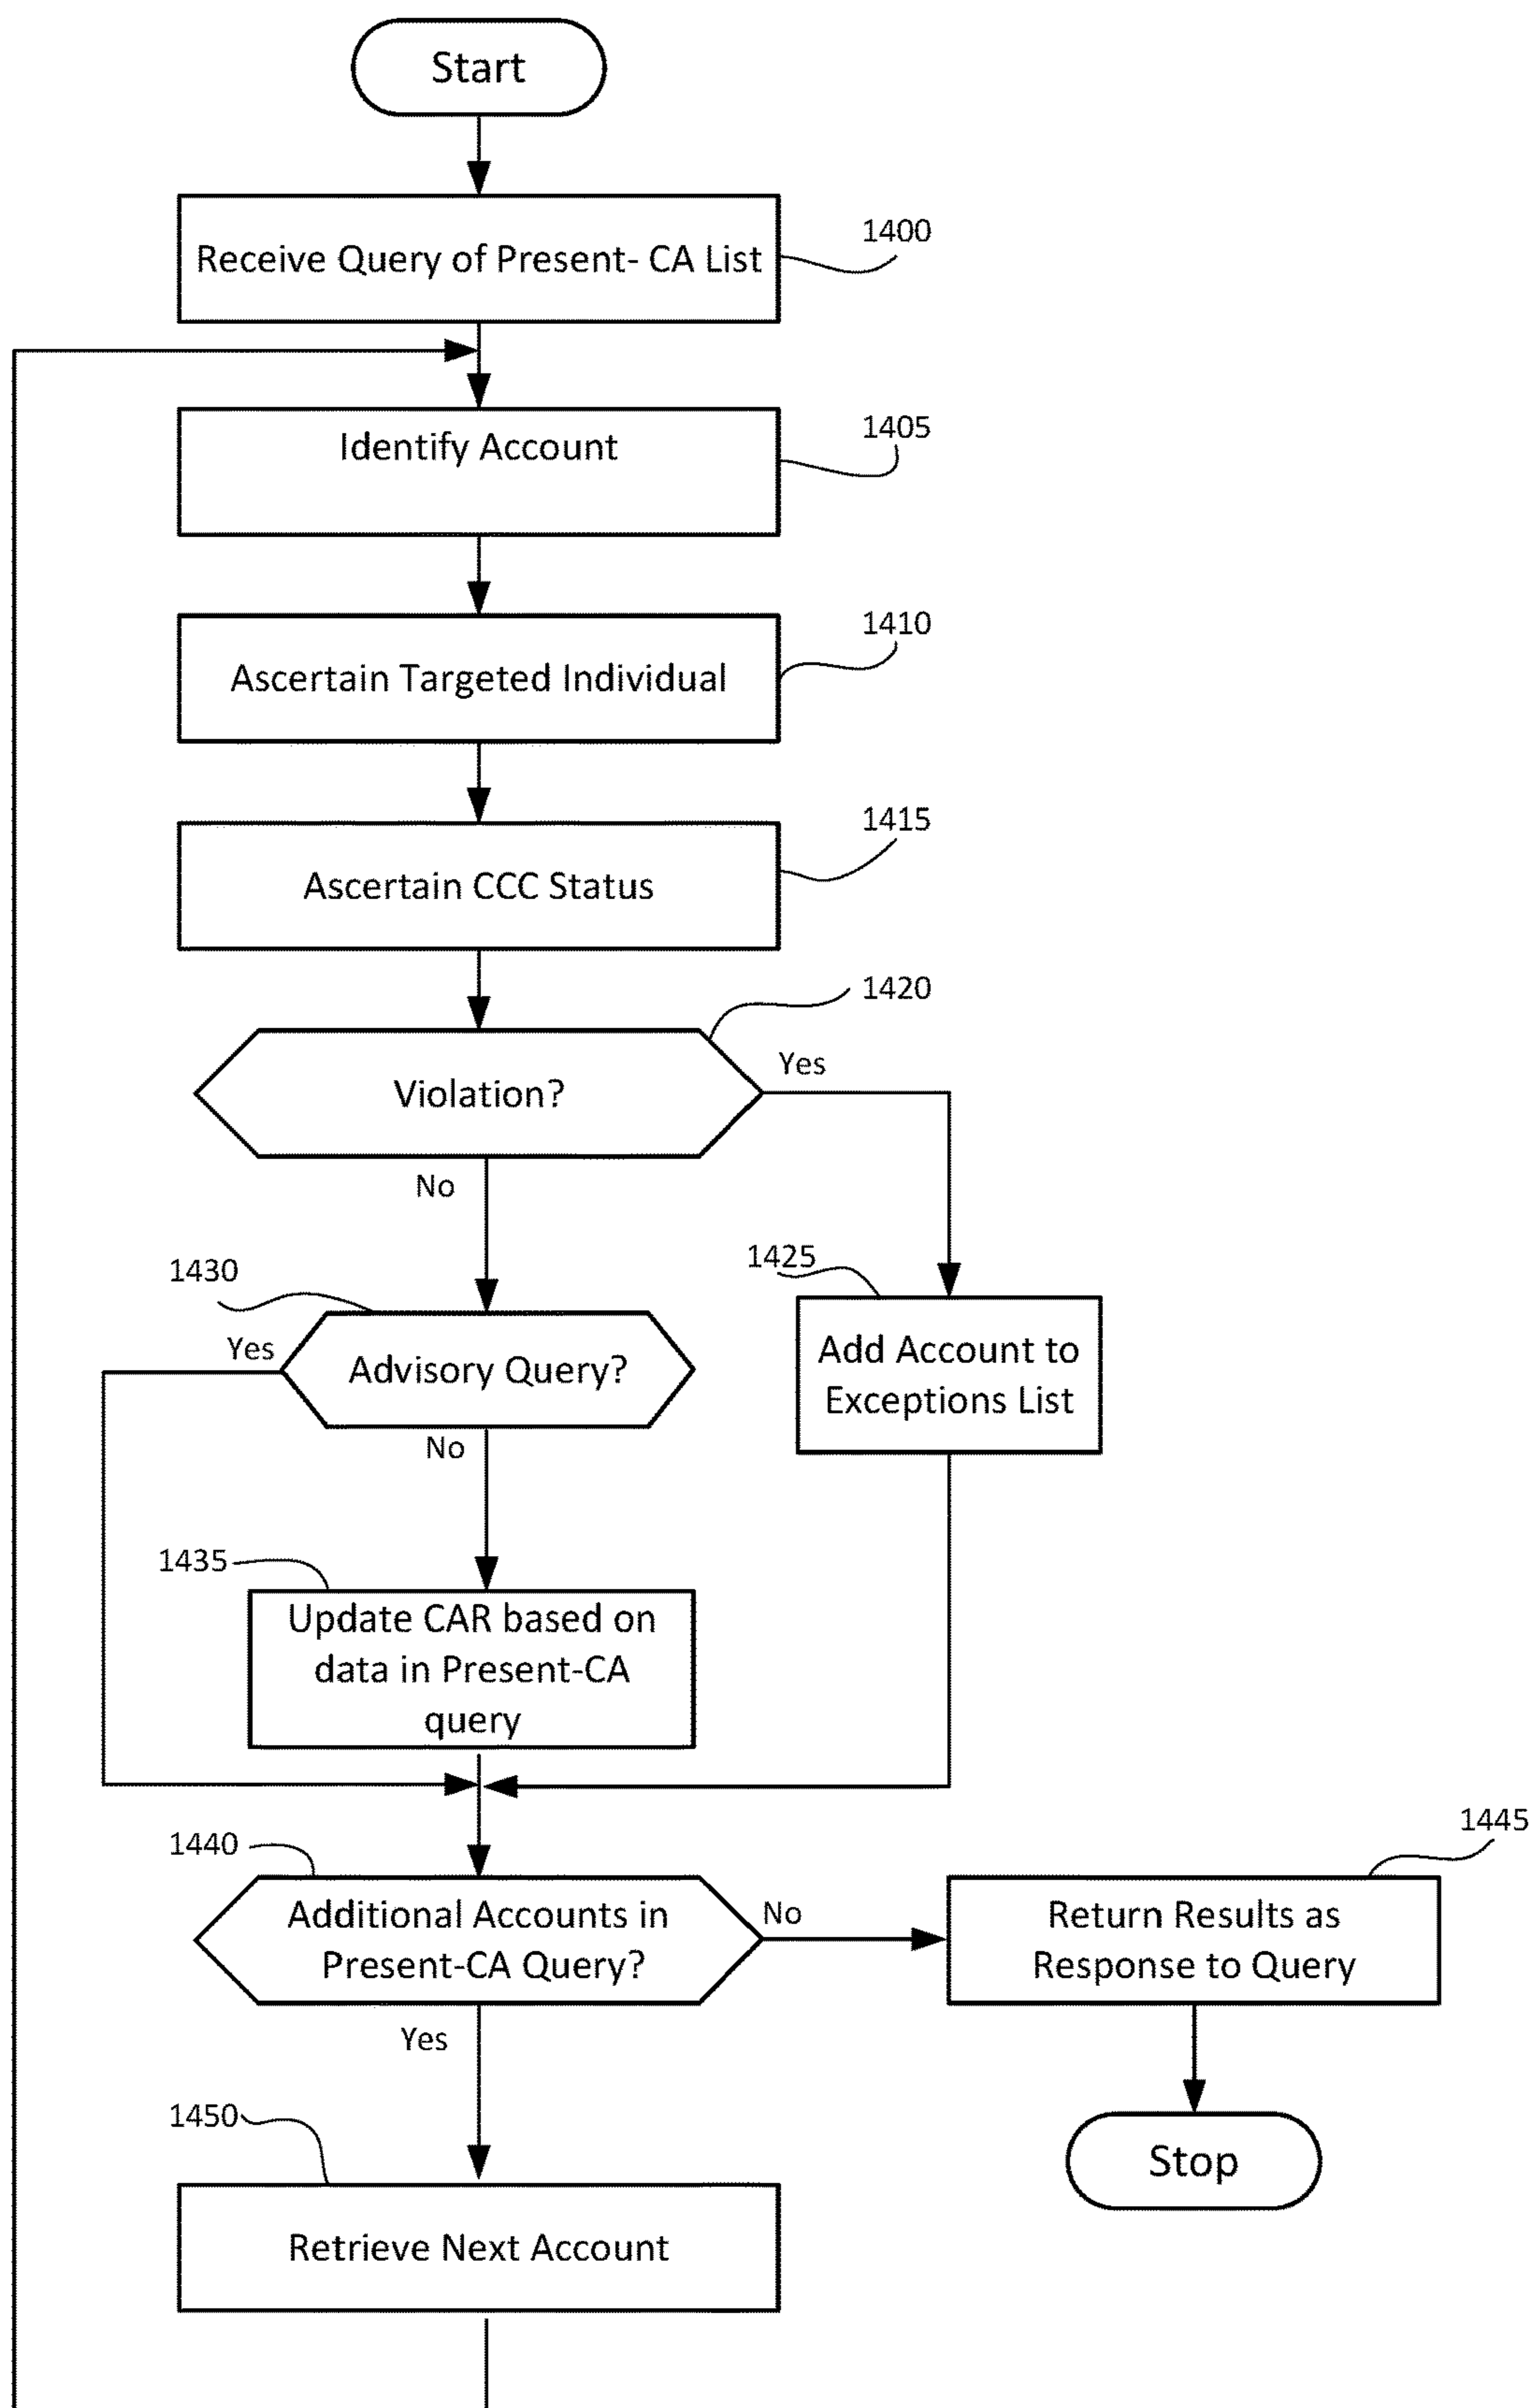 Start
Receive Query of Present- CA List
1400
Identify Account
1405
Ascertain Targeted Individual
1410
Ascertain CCC Status
1415
1420
Violation?
Yes
No
1430
1425
Yes
Advisory Query?
Add Account to
Exceptions List
No
1435
Update CAR based on
data in Present-CA
query
1440
1445
Additional Accounts in
Present-CA Query?
No
Return Results as
Response to Query
Yes
1450
Stop
Retrieve Next Account